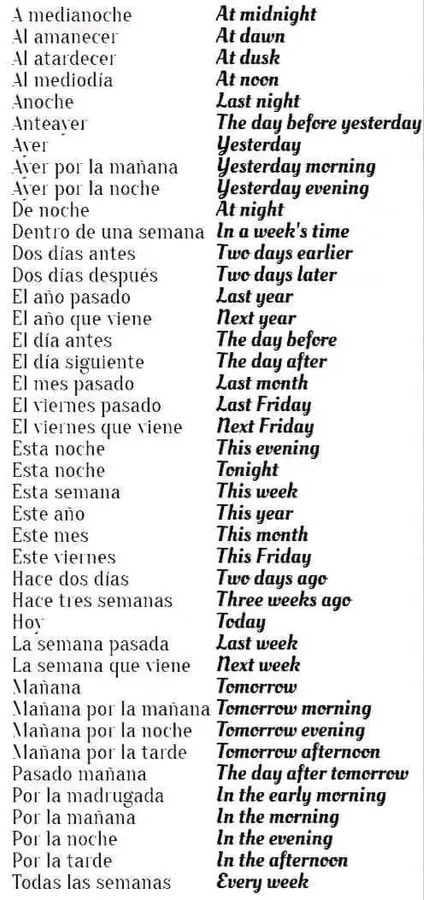 A medianoche At midnight
Al amanecer At dawn
Al atardecer At dusk
Al mediodía At noon
Anoche Last night
Anteayer The day before yesterday
Ayer Yesterday
Ayer por la mañana Yesterday morning
Ayer por la noche Yesterday evening
De noche At night
Dentro de una semana In a week's time
Dos días antes Two days earlier
Dos días después Two days later
El año pasado Last year
El año que viene Next year
El día antes The day before
El día siguiente The day after
El mes pasado Last month
El viernes pasado Last Friday
El viernes que viene Next Friday
Esta noche This evening
Esta noche Tonight
Esta semana This week
Este año This year
Este mes This month
Este viernes This Friday
Hace dos días Two days ago
Hace tres semanas Three weeks ago
Hoy Today
La semana pasada Last week
La semana que viene Next week
Mañana Tomorrow
Mañana por la mañana Tomorrow morning
Mañana por la noche Tomorrow evening
Mañana por la tarde Tomorrow afternoon
Pasado mañana The day after tomorrow
Por la madrugada In the early morning
Por la mañana In the morning
Por la noche In the evening
Por la tarde In the afternoon
Todas las semanas Every week